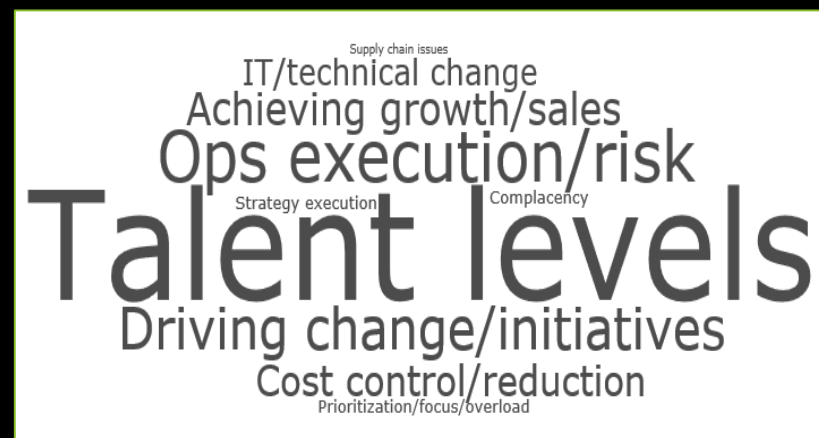 Supply chain issues
IT/technical change
Achieving growth/sales
Ops execution/risk
Strategy execution
Complacency
Talent levels
Driving change/initiatives
Cost control/reduction
Prioritization/focus/overload